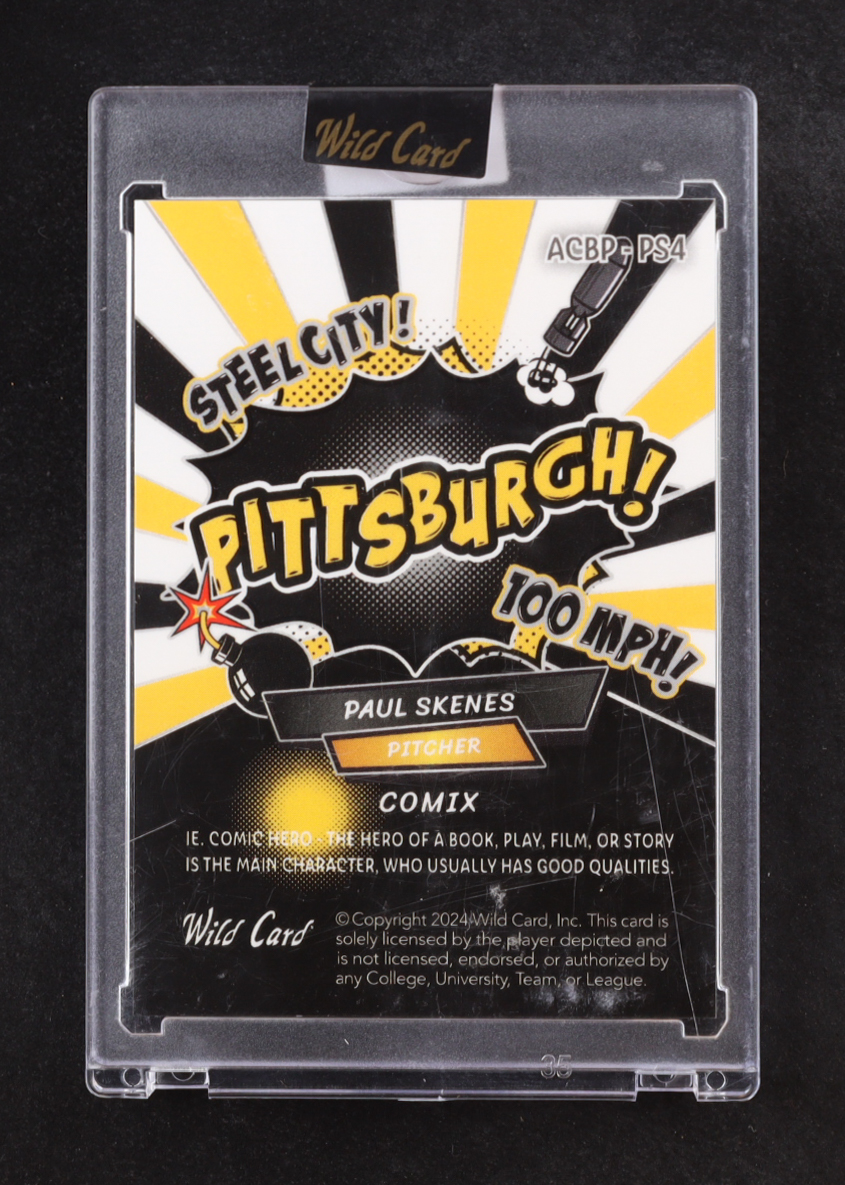 Wild Card
ACBP - PS4
STEEL CITY!
PITTSBURGH!
100 MPH!
PAUL SKENES
PITCHER
COMIX
IE. COMIC HERO - THE HERO OF A BOOK, PLAY, FILM, OR STORY
IS THE MAIN CHARACTER, WHO USUALLY HAS GOOD QUALITIES.
Wild Card
© Copyright 2024 Wild Card, Inc. This card is
solely licensed by the player depicted and
is not licensed, endorsed, or authorized by
any College, University, Team, or League.
35